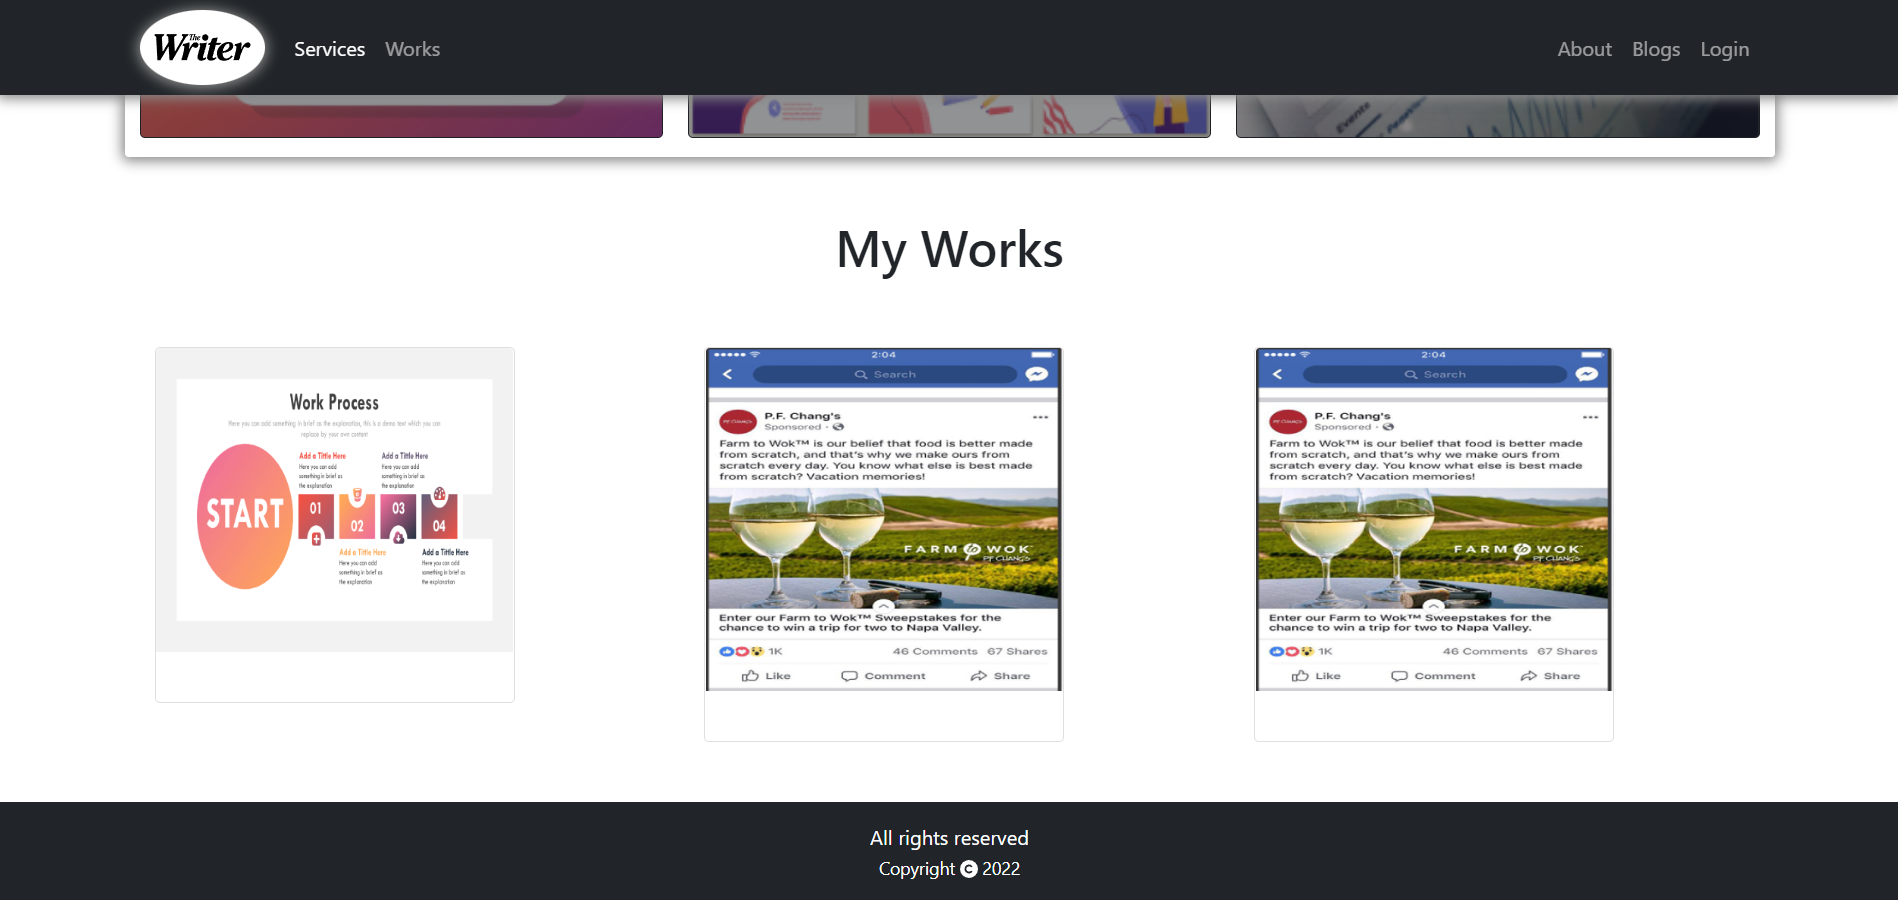 The
Writer
Services Works
About Blogs Login
Events
My Works
Work Process
Here you can add something in brief as the explanation, this is a demo text which you can
replace by your own content
Add a Tittle Here
Here you can add
something in brief as
the explanation
Add a Tittle Here
Here you can add
something in brief as
the explanation
START
01
02
03
04
Add a Title Here
Here you can add
something in brief as
the explanation
Add a Title Here
Here you can add
something in brief as
the explanation
2:04
Search
P.F. Chang's
Sponsored
Farm to Wok™ is our belief that food is better made
from scratch, and that's why we make ours from
scratch every day. You know what else is best made
from scratch? Vacation memories!
FARM WOK
P.F. CHANG'S
Enter our Farm to Wok™ Sweepstakes for the
chance to win a trip for two to Napa Valley.
1K 46 Comments 67 Shares
Like Comment Share
2:04
Search
P.F. Chang's
Sponsored
Farm to Wok™ is our belief that food is better made
from scratch, and that's why we make ours from
scratch every day. You know what else is best made
from scratch? Vacation memories!
FARM WOK
P.F. CHANG'S
Enter our Farm to Wok™ Sweepstakes for the
chance to win a trip for two to Napa Valley.
1K 46 Comments 67 Shares
Like Comment Share
All rights reserved
Copyright © 2022